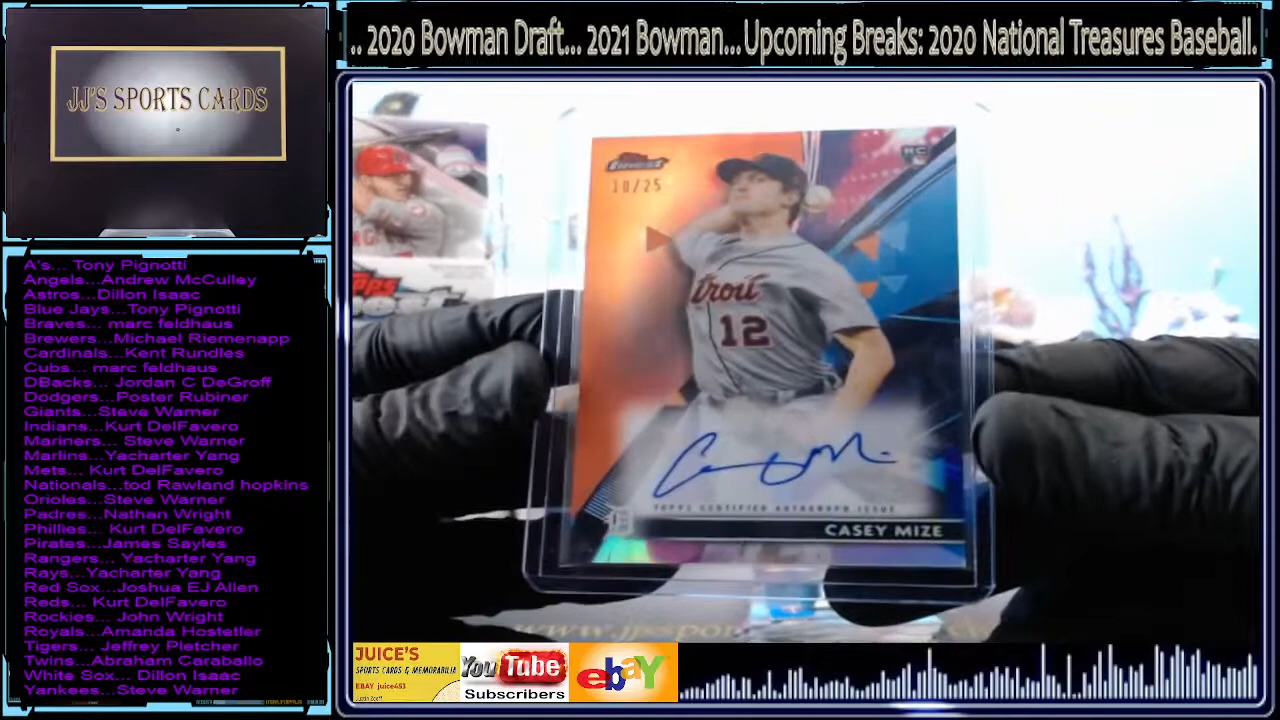 .. 2020 Bowman Draft... 2021 Bowman...Upcoming Breaks: 2020 National Treasures Baseball.
JJ'S SPORTS CARDS
A's... Tony Pignotti
Angels...Andrew McCulley
Astros...Dillon Isaac
Blue Jays...Tony Pignotti
Braves... marc feldhaus
Brewers...Michael Riemenapp
Cardinals...Kent Rundles
Cubs... marc feldhaus
DBacks... Jordan C DeGroff
Dodgers...Poster Rubiner
Giants...Steve Warner
Indians...Kurt DelFavero
Mariners... Steve Warner
Marlins...Yacharter Yang
Mets... Kurt DelFavero
Nationals...tod Rawland hopkins
Orioles...Steve Warner
Padres...Nathan Wright
Phillies... Kurt DelFavero
Pirates...James Sayles
Rangers... Yacharter Yang
Rays...Yacharter Yang
Red Sox...Joshua EJ Allen
Reds... Kurt DelFavero
Rockies... John Wright
Royals...Amanda Hostetler
Tigers... Jeffrey Pletcher
Twins...Abraham Caraballo
White Sox... Dillon Isaac
Yankees...Steve Warner
Finest
10/25
RC
Detroit
12
TOPPS CERTIFIED AUTOGRAPH ISSUE
CASEY MIZE
JUICE'S
SPORTS CARDS & MEMORABILIA
EBAY juice453
YouTube
Subscribers
ebaY